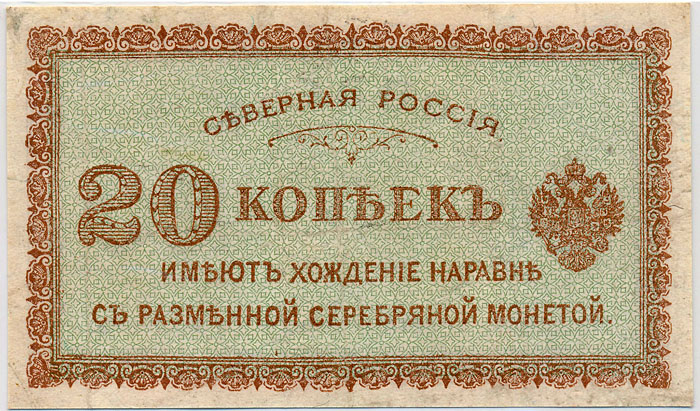 СѢВЕРНАЯ РОССІЯ.
20 КОПѢЕКЪ
ИМѢЮТЪ ХОЖДЕНІЕ НАРАВНѢ
СЪ РАЗМѢННОЙ СЕРЕБРЯНОЙ МОНЕТОЙ.